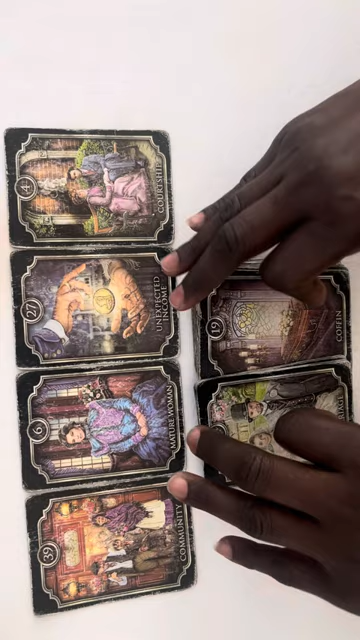 4
COURTSHIP
27
UNEXPECTED
INCOME
6
MATURE WOMAN
39
COMMUNITY
19
COFFIN